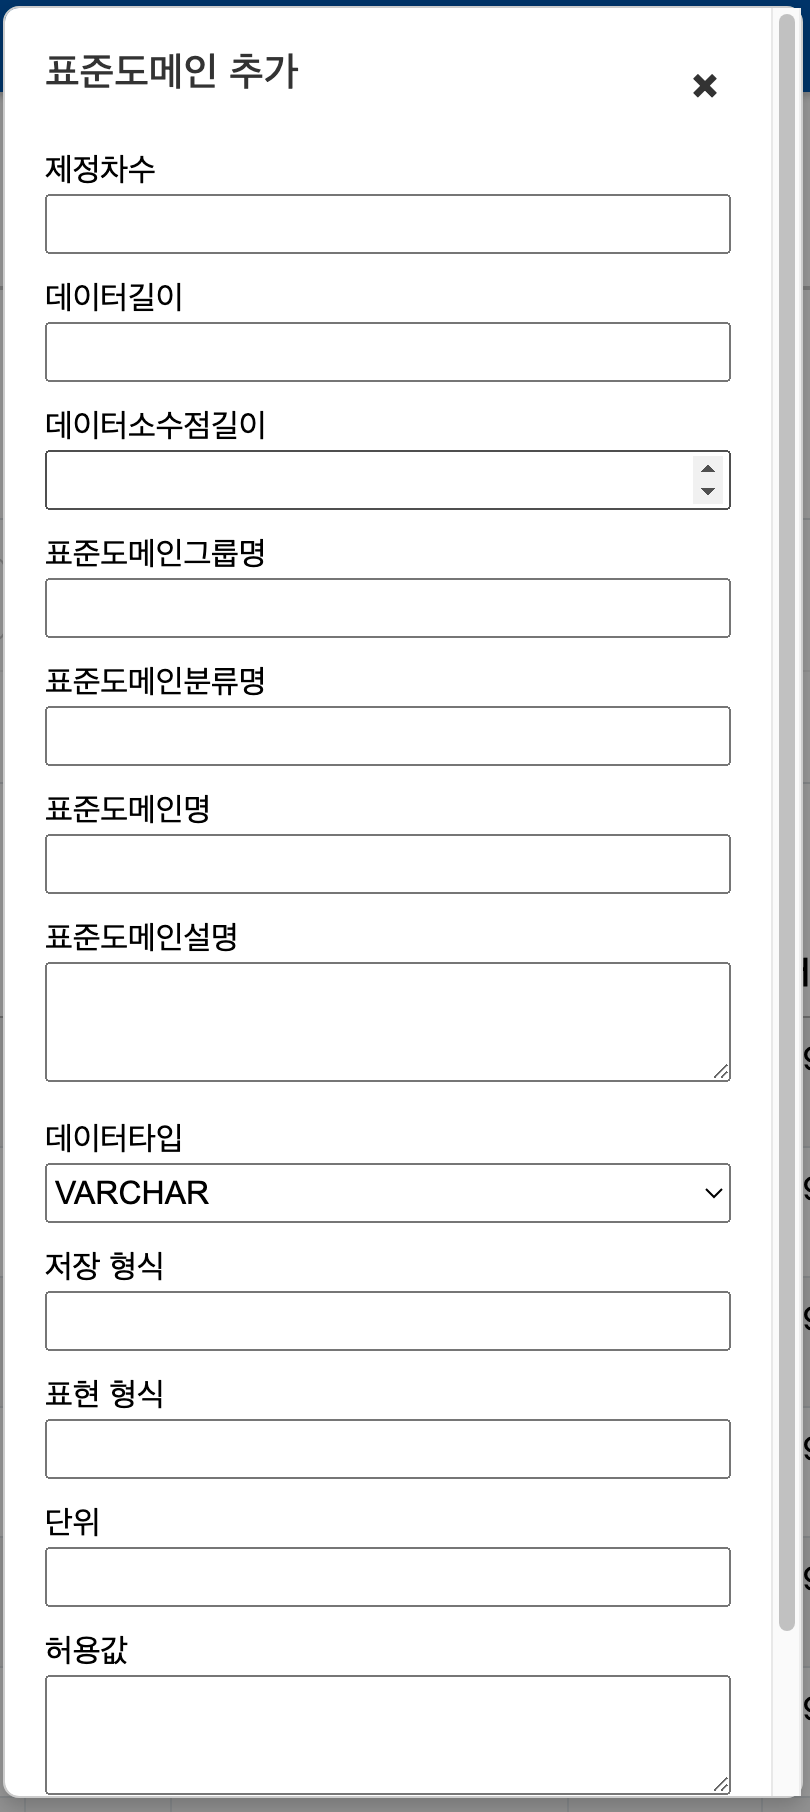 표준도메인 추가
제정차수
데이터길이
데이터소수점길이
표준도메인그룹명
표준도메인분류명
표준도메인명
표준도메인설명
데이터타입
VARCHAR
저장 형식
표현 형식
단위
허용값